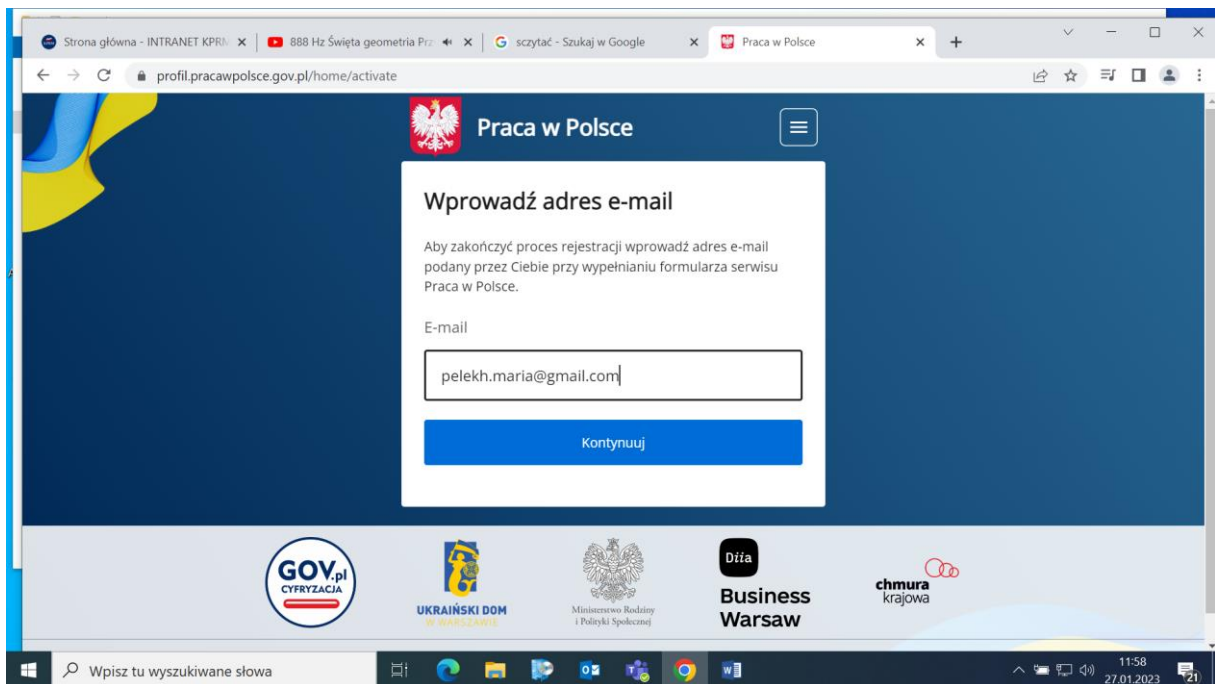 Strona główna - INTRANET KPRM
888 Hz Święta geometria Prz
sczytać - Szukaj w Google
Praca w Polsce
profil.pracawpolsce.gov.pl/home/activate
Praca w Polsce
Wprowadź adres e-mail
Aby zakończyć proces rejestracji wprowadź adres e-mail
podany przez Ciebie przy wypełnianiu formularza serwisu
Praca w Polsce.
E-mail
pelekh.maria@gmail.com
Kontynuuj
GOV.pl
CYFRYZACJA
UKRAIŃSKI DOM
W WARSZAWIE
Ministerstwo Rodziny
i Polityki Społecznej
Diia
Business
Warsaw
chmura
krajowa
Wpisz tu wyszukiwane słowa
11:58
27.01.2023
21